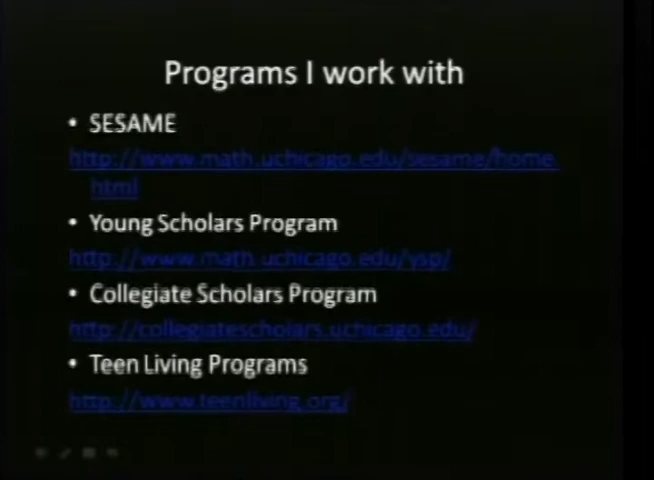 Programs I work with
• SESAME
http://www.math.uchicago.edu/sesame/home.
html
• Young Scholars Program
http://www.math.uchicago.edu/ysp/
• Collegiate Scholars Program
http://collegiatescholars.uchicago.edu/
• Teen Living Programs
http://www.teenliving.org/